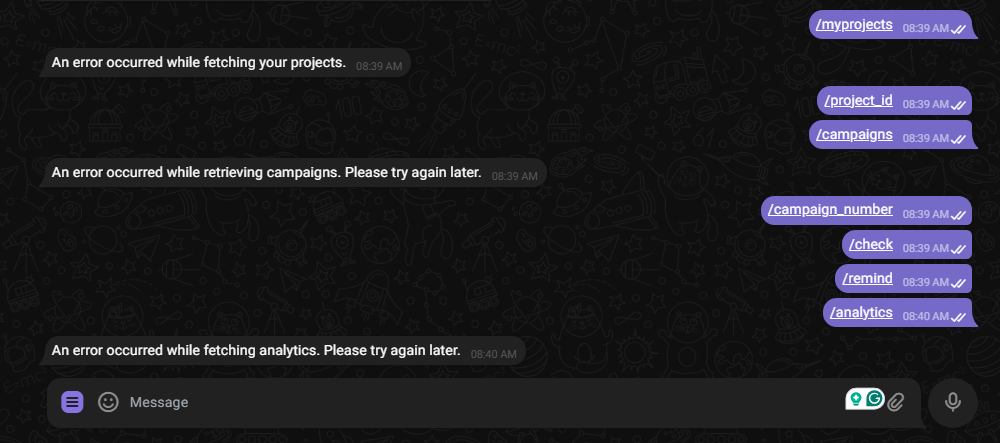 /myprojects 08:39 AM
An error occurred while fetching your projects. 08:39 AM
/project_id 08:39 AM
/campaigns 08:39 AM
An error occurred while retrieving campaigns. Please try again later. 08:39 AM
/campaign_number 08:39 AM
/check 08:39 AM
/remind 08:39 AM
/analytics 08:40 AM
An error occurred while fetching analytics. Please try again later. 08:40 AM
Message